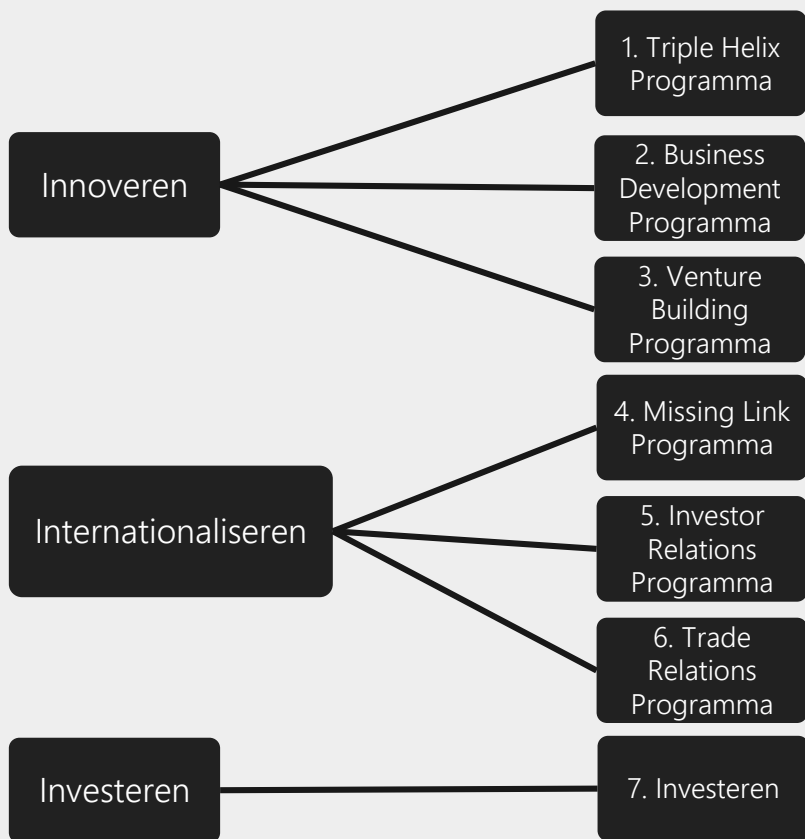 Innoveren
1. Triple Helix
Programma
2. Business
Development
Programma
3. Venture
Building
Programma
Internationaliseren
4. Missing Link
Programma
5. Investor
Relations
Programma
6. Trade
Relations
Programma
Investeren
7. Investeren